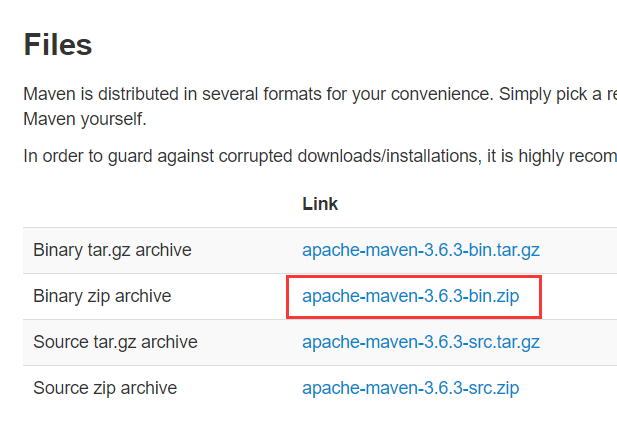 Files
Maven is distributed in several formats for your convenience. Simply pick a re
Maven yourself.
In order to guard against corrupted downloads/installations, it is highly recom
Link
Binary tar.gz archive apache-maven-3.6.3-bin.tar.gz
Binary zip archive apache-maven-3.6.3-bin.zip
Source tar.gz archive apache-maven-3.6.3-src.tar.gz
Source zip archive apache-maven-3.6.3-src.zip